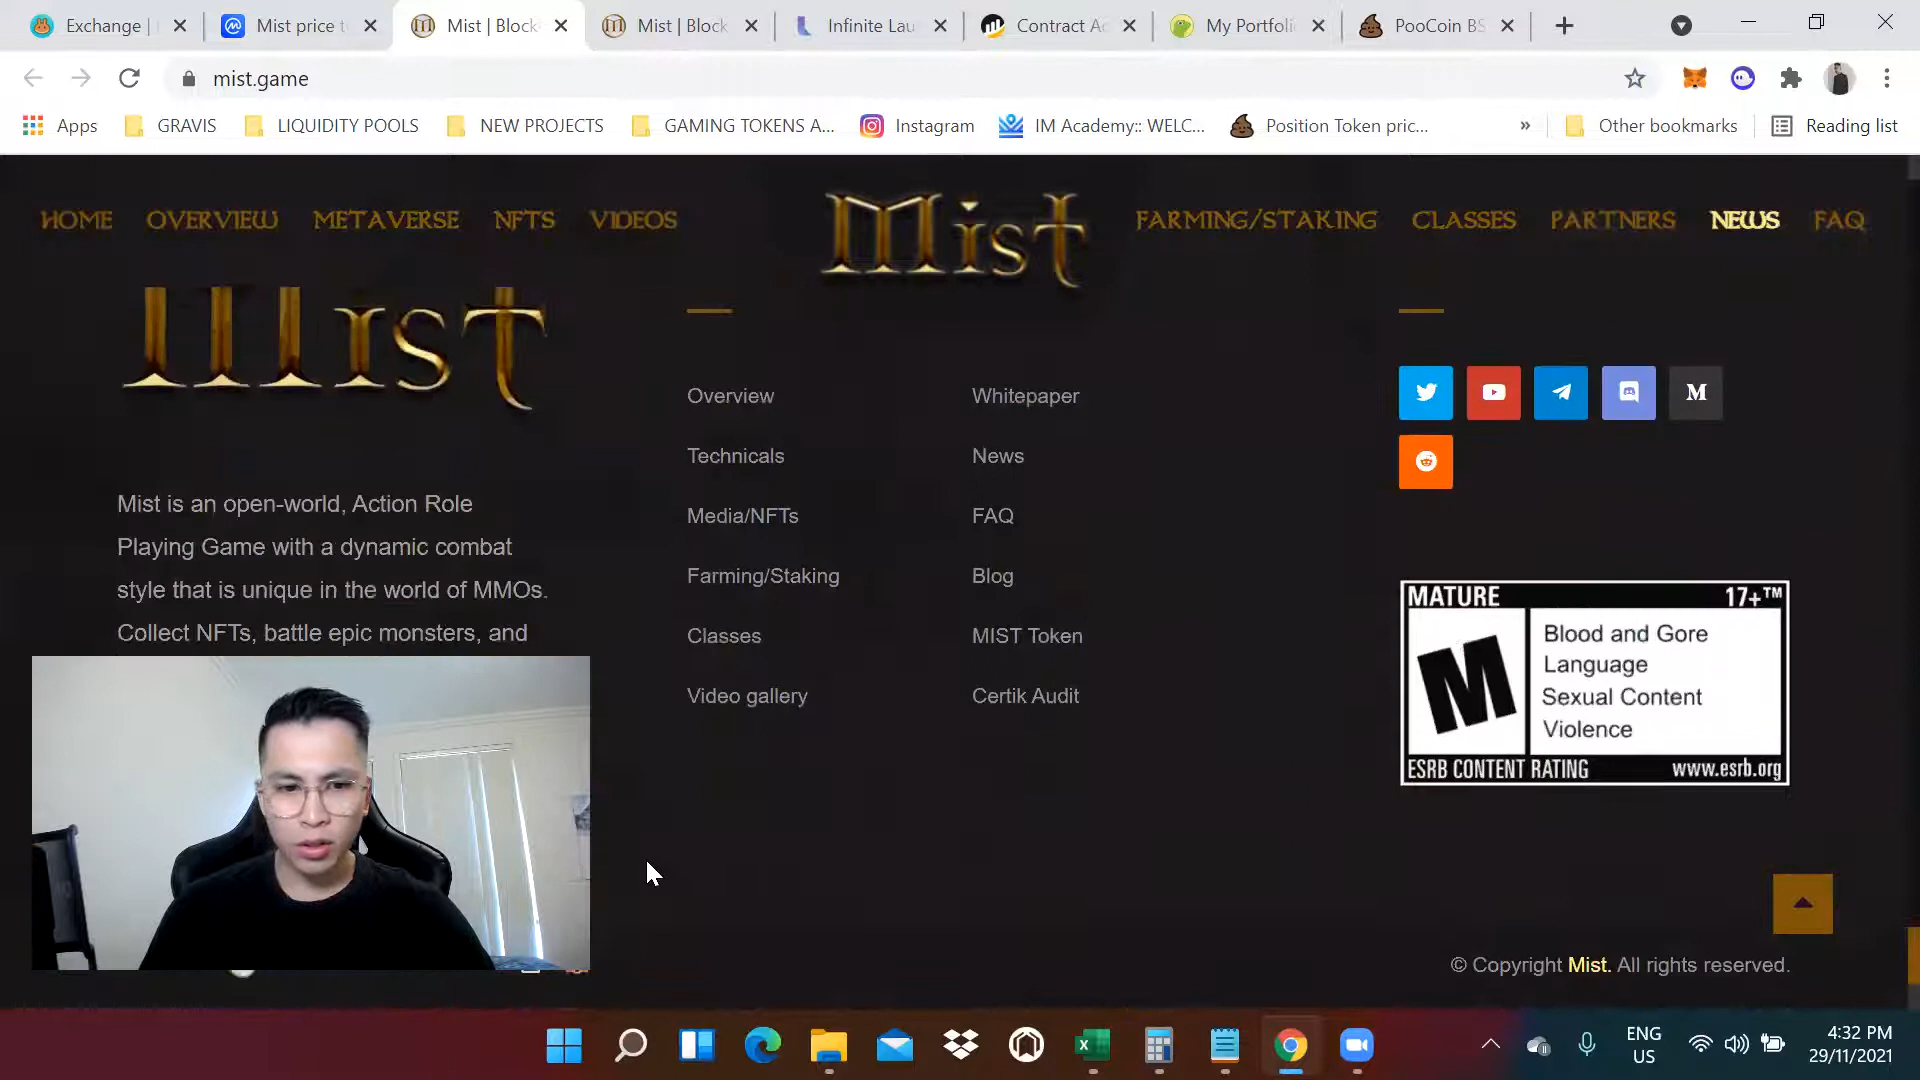 Exchange |
Mist price t
Mist | Block
Mist | Block
Infinite Lau
Contract Ad
My Portfoli
PooCoin BS
mist.game
Apps
GRAVIS
LIQUIDITY POOLS
NEW PROJECTS
GAMING TOKENS A...
Instagram
IM Academy:: WELC...
Position Token pric...
»
Other bookmarks
Reading list
HOME
OVERVIEW
METAVERSE
NFTS
VIDEOS
Mist
FARMING/STAKING
CLASSES
PARTNERS
NEWS
FAQ
Mist
Mist is an open-world, Action Role
Playing Game with a dynamic combat
style that is unique in the world of MMOs.
Collect NFTs, battle epic monsters, and
Overview
Technicals
Media/NFTs
Farming/Staking
Classes
Video gallery
Whitepaper
News
FAQ
Blog
MIST Token
Certik Audit
M
MATURE 17+™
M
Blood and Gore
Language
Sexual Content
Violence
ESRB CONTENT RATING www.esrb.org
© Copyright Mist. All rights reserved.
ENG
US
4:32 PM
29/11/2021